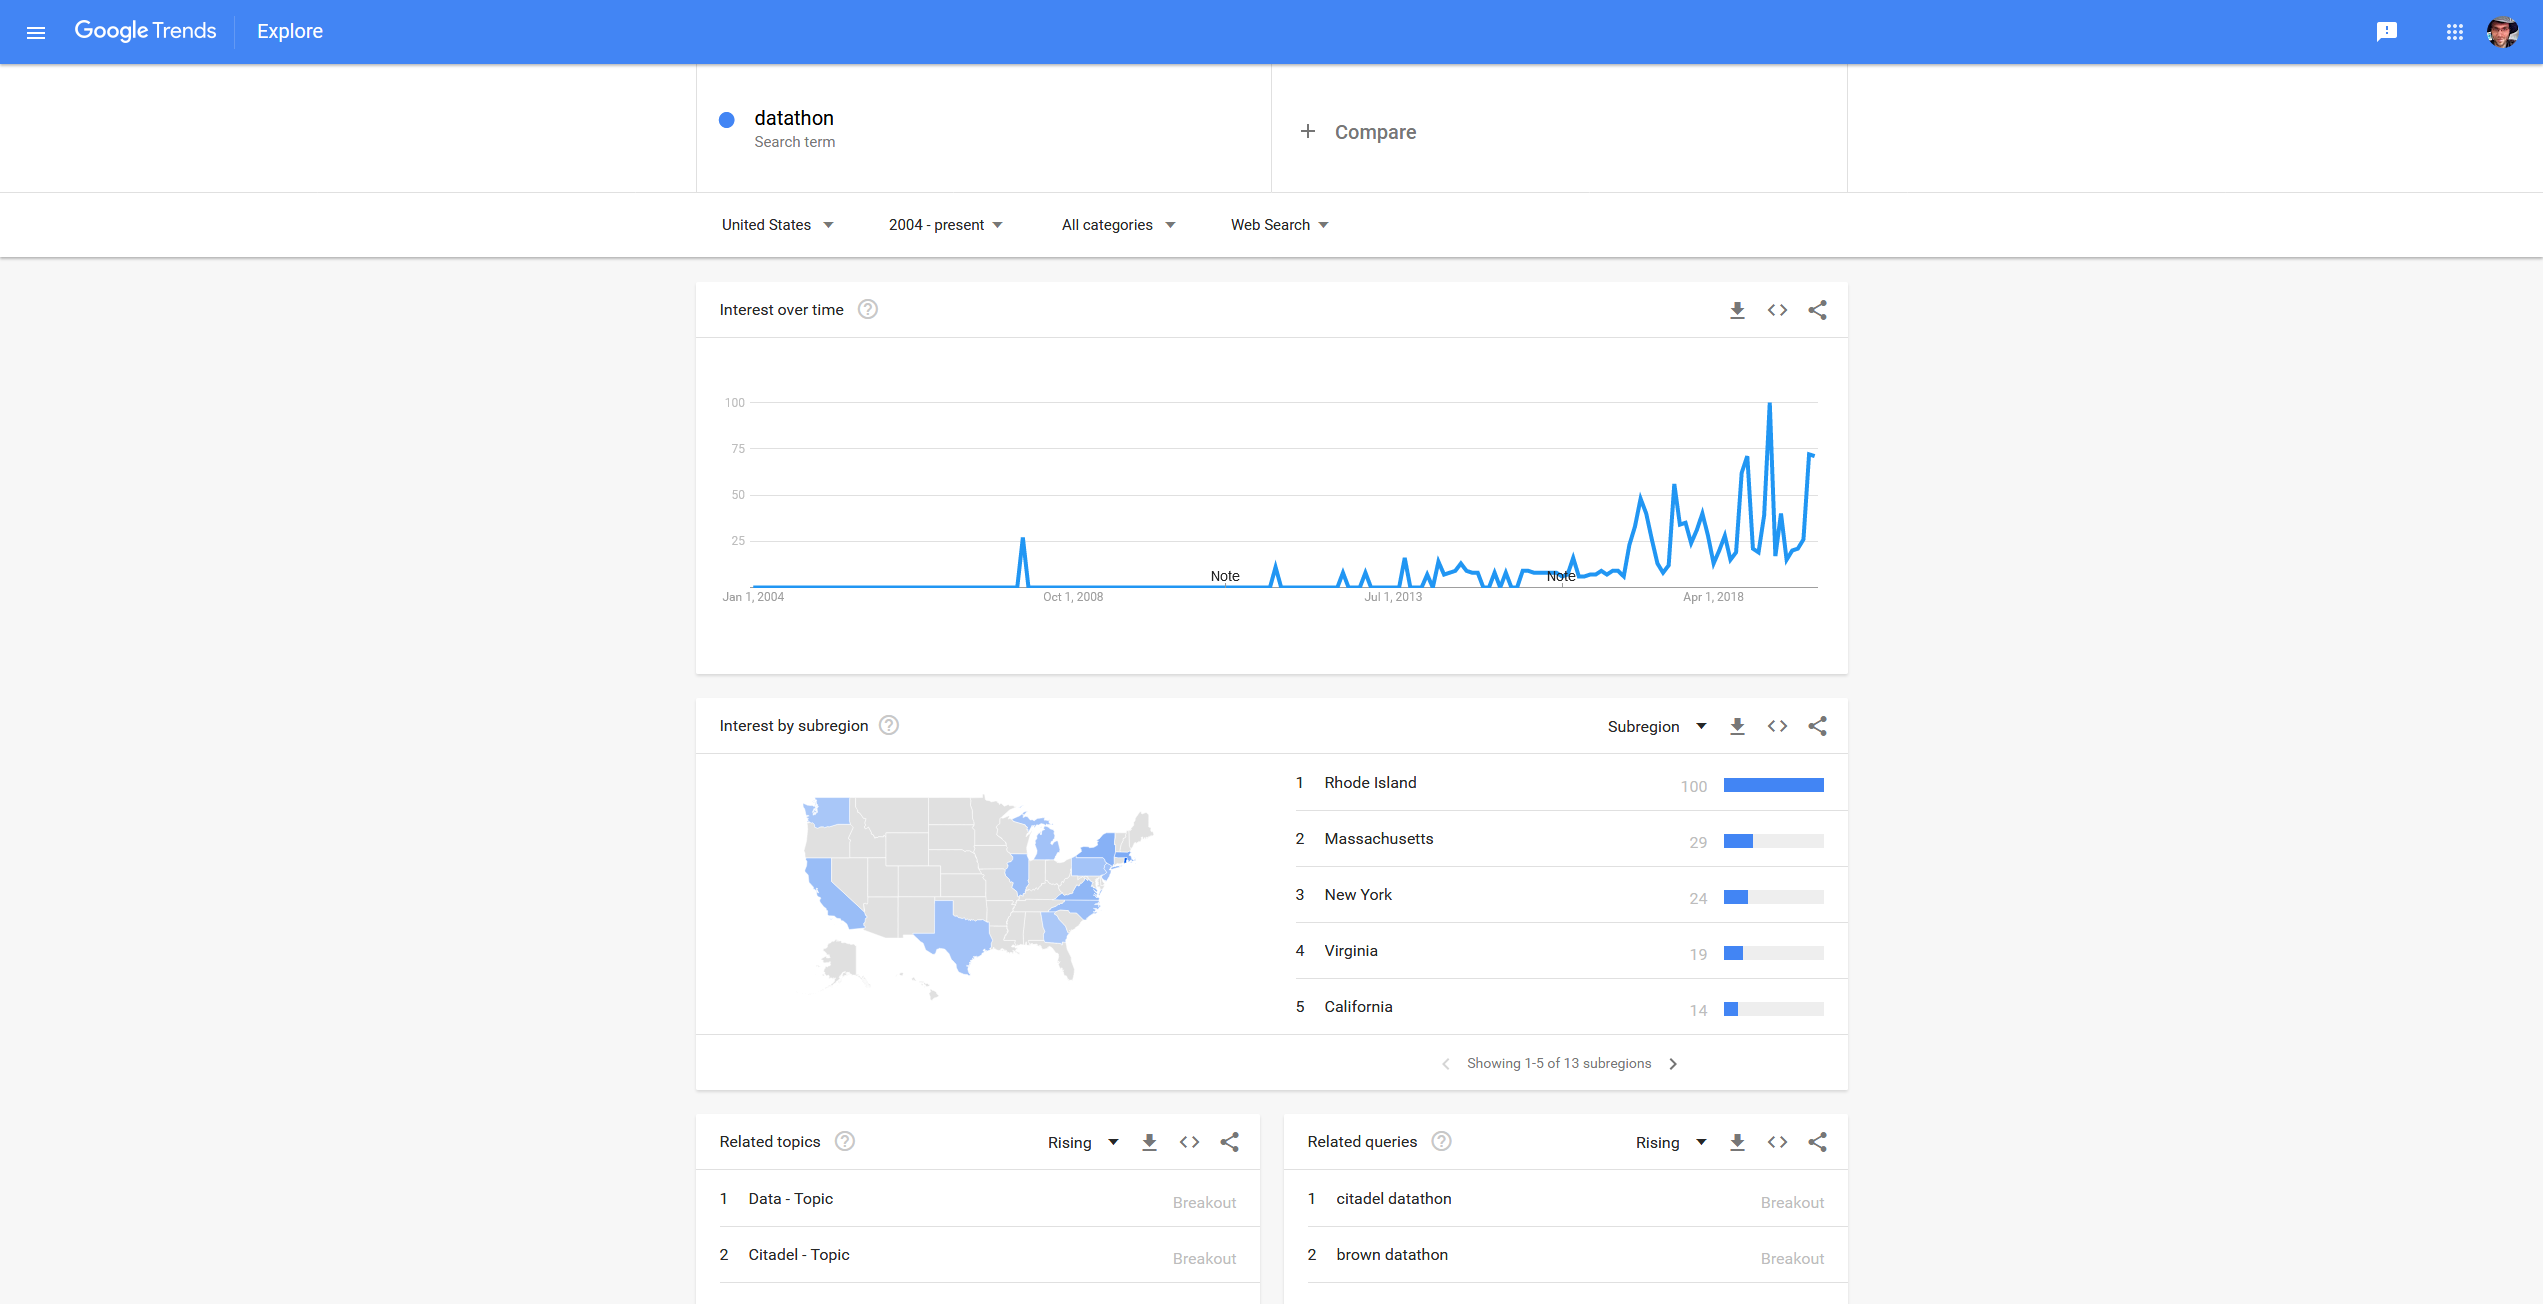 Google Trends Explore
datathon
Search term
+ Compare
United States 2004 - present All categories Web Search
Interest over time
100
75
50
25
Note Note
Jan 1, 2004 Oct 1, 2008 Jul 1, 2013 Apr 1, 2018
Interest by subregion Subregion
1 Rhode Island 100
2 Massachusetts 29
3 New York 24
4 Virginia 19
5 California 14
Showing 1-5 of 13 subregions
Related topics Rising
1 Data - Topic Breakout
2 Citadel - Topic Breakout
Related queries Rising
1 citadel datathon Breakout
2 brown datathon Breakout